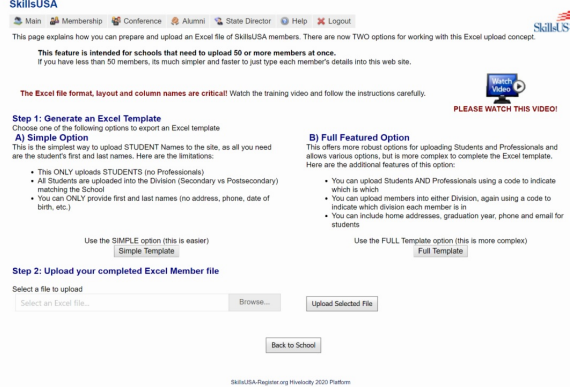 SkillsUSA
Main Membership Conference Alumni State Director Help Logout
SkillsUS
This page explains how you can prepare and upload an Excel file of SkillsUSA members. There are now TWO options for working with this Excel upload concept.
This feature is intended for schools that need to upload 50 or more members at once.
If you have less than 50 members, its much simpler and faster to just type each member's details into this web site.
Watch
Video
The Excel file format, layout and column names are critical! Watch the training video and follow the instructions carefully.
PLEASE WATCH THIS VIDEO!
Step 1: Generate an Excel Template
Choose one of the following options to export an Excel template
A) Simple Option
This is the simplest way to upload STUDENT Names to the site, as all you need
are the student's first and last names. Here are the limitations:
This ONLY uploads STUDENTS (no Professionals)
All Students are uploaded into the Division (Secondary vs Postsecondary)
matching the School
You can ONLY provide first and last names (no address, phone, date of
birth, etc.)
Use the SIMPLE option (this is easier)
Simple Template
B) Full Featured Option
This offers more robust options for uploading Students and Professionals and
allows various options, but is more complex to complete the Excel template.
Here are the additional features of this option:
You can upload Students AND Professionals using a code to indicate
which is which
You can upload members into either Division, again using a code to
indicate which division each member is in
You can include home addresses, graduation year, phone and email for
students
Use the FULL Template option (this is more complex)
Full Template
Step 2: Upload your completed Excel Member file
Select a file to upload
Select an Excel file...
Browse...
Upload Selected File
Back to School
SkillsUSA-Register.org Hivelocity 2020 Platform